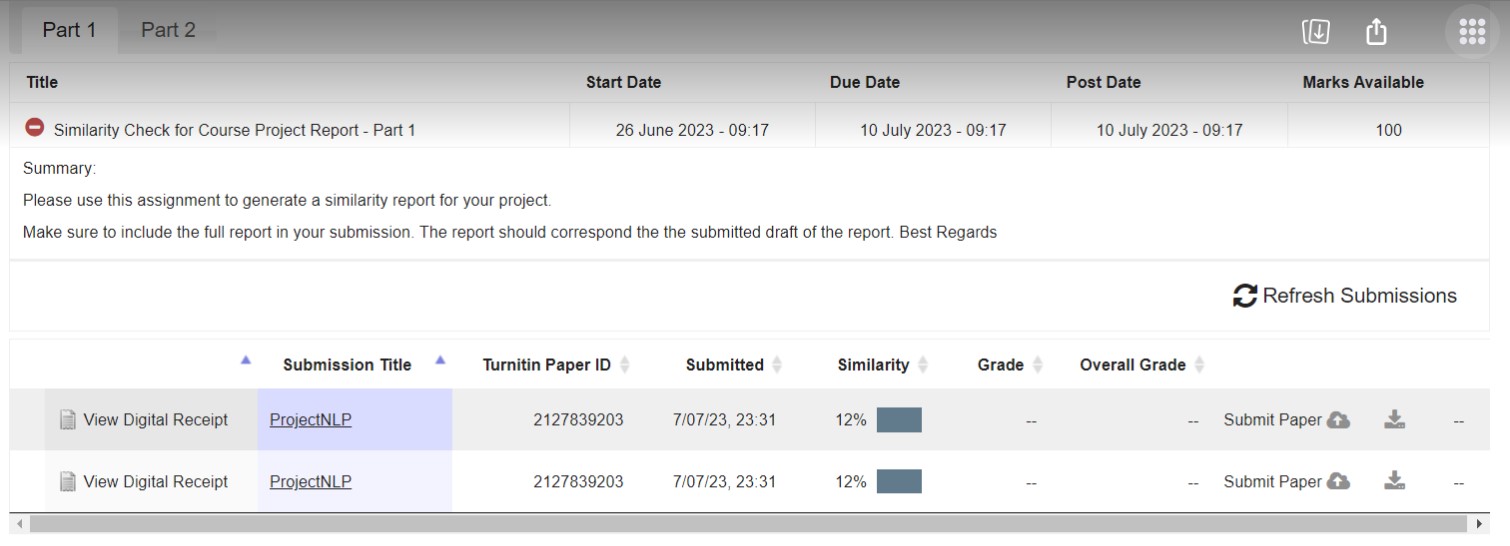 Part 1 Part 2
Title Start Date Due Date Post Date Marks Available
Similarity Check for Course Project Report - Part 1 26 June 2023 - 09:17 10 July 2023 - 09:17 10 July 2023 - 09:17 100
Summary:
Please use this assignment to generate a similarity report for your project.
Make sure to include the full report in your submission. The report should correspond the the submitted draft of the report. Best Regards
Refresh Submissions
Submission Title Turnitin Paper ID Submitted Similarity Grade Overall Grade
View Digital Receipt ProjectNLP 2127839203 7/07/23, 23:31 12% -- -- Submit Paper --
View Digital Receipt ProjectNLP 2127839203 7/07/23, 23:31 12% -- -- Submit Paper --